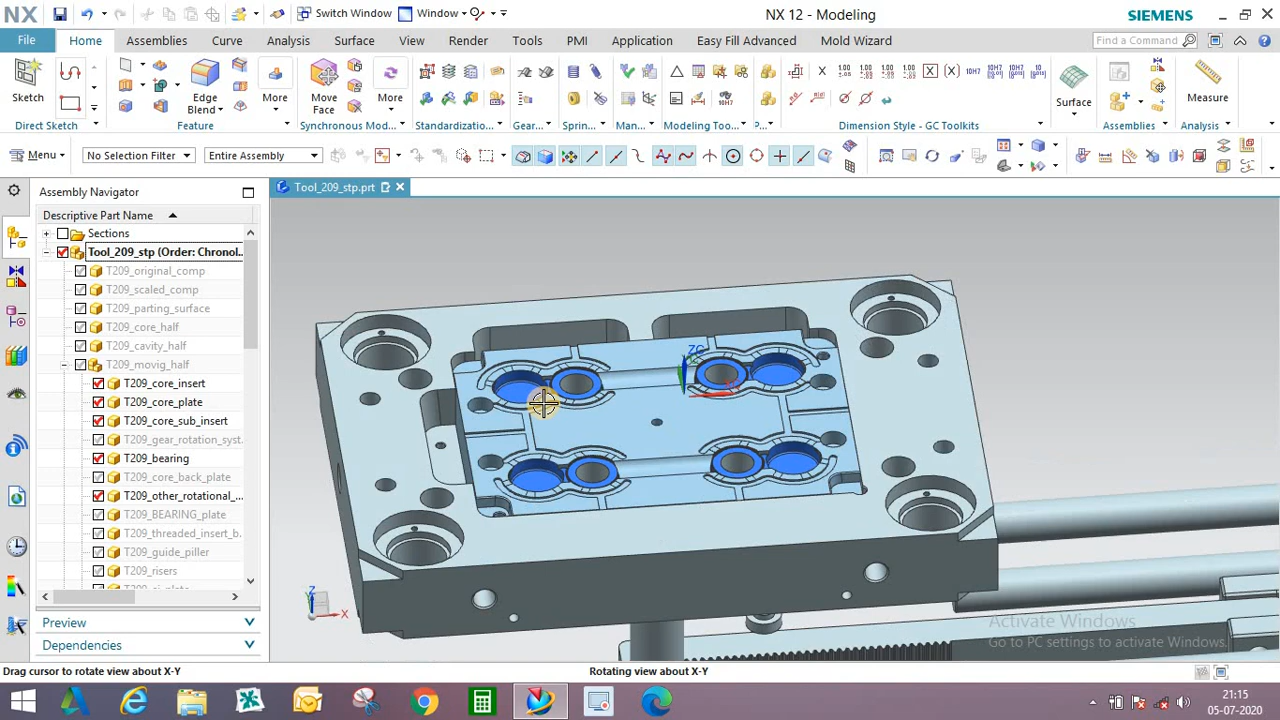 NX
Switch Window
Window
NX 12 - Modeling
SIEMENS
File
Home
Assemblies
Curve
Analysis
Surface
View
Render
Tools
PMI
Application
Easy Fill Advanced
Mold Wizard
Find a Command
Sketch
Edge Blend
More
Move Face
More
Surface
Measure
Direct Sketch
Feature
Synchronous Mod...
Standardization...
Gear...
Sprin...
Man...
Modeling Too...
P...
Dimension Style - GC Toolkits
Assemblies
Analysis
Menu
No Selection Filter
Entire Assembly
Assembly Navigator
Tool_209_stp.prt
Descriptive Part Name
Sections
Tool_209_stp (Order: Chronol...
T209_original_comp
T209_scaled_comp
T209_parting_surface
T209_core_half
T209_cavity_half
T209_movig_half
T209_core_insert
T209_core_plate
T209_core_sub_insert
T209_gear_rotation_syst...
T209_bearing
T209_core_back_plate
T209_other_rotational_...
T209_BEARING_plate
T209_threaded_insert_b...
T209_guide_piller
T209_risers
Preview
Dependencies
Z
X
Activate Windows
Go to PC settings to activate Windows.
Drag cursor to rotate view about X-Y
Rotating view about X-Y
21:15
05-07-2020